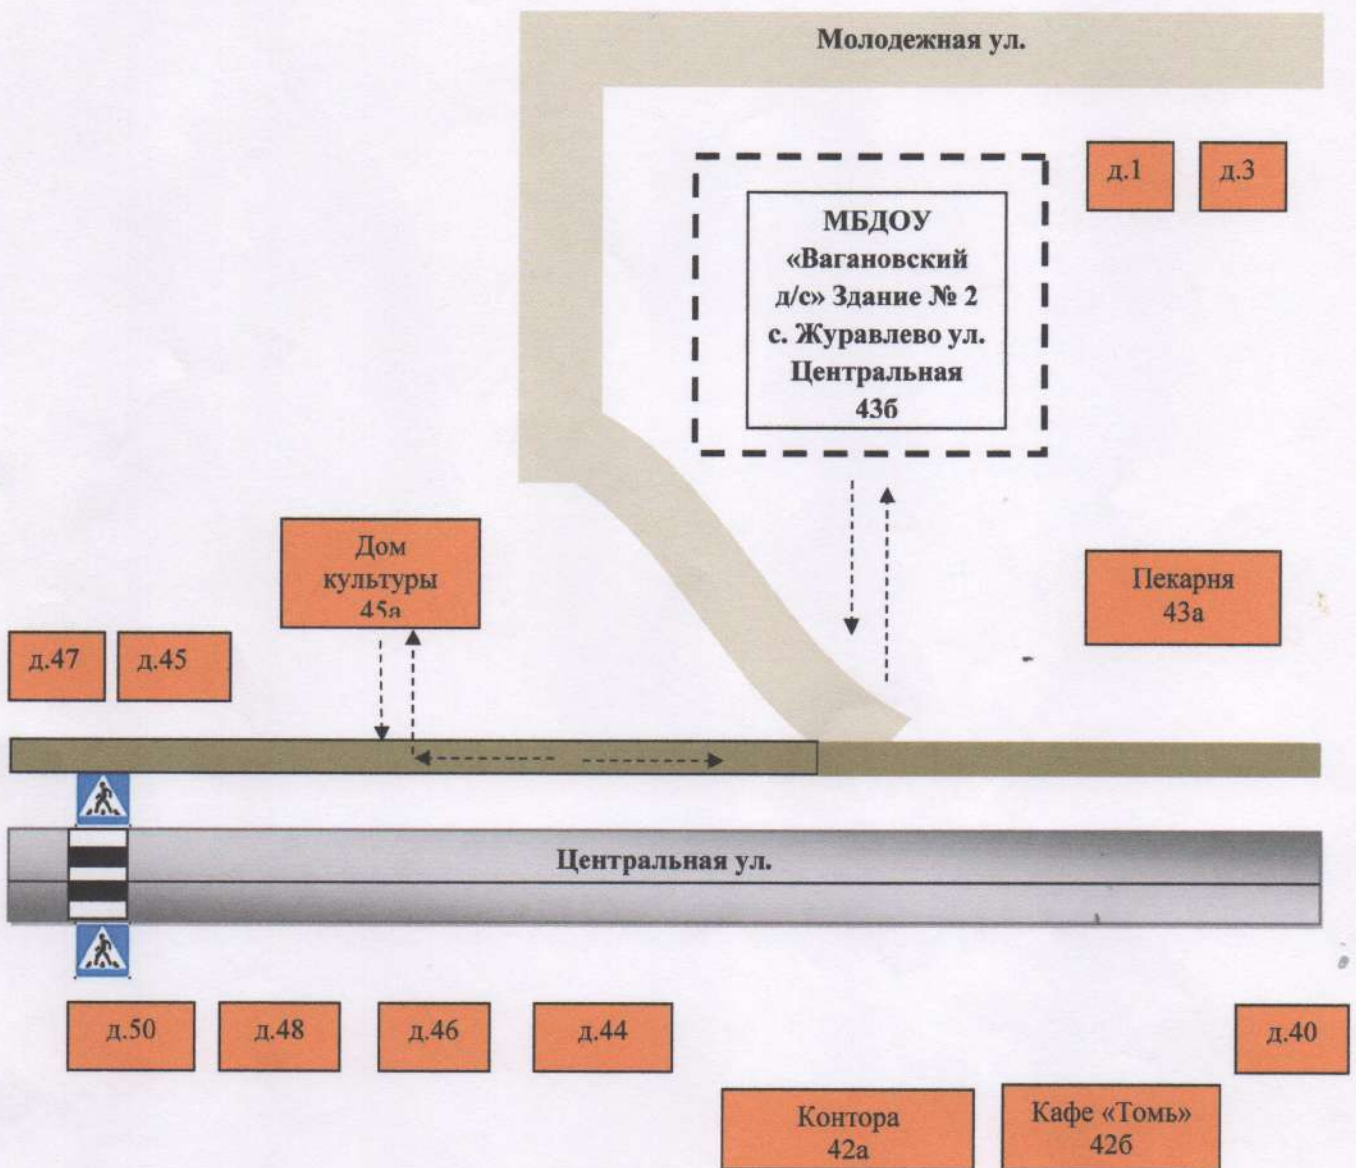 Молодежная ул.
д.1
д.3
МБДОУ
«Вагановский
д/с» Здание № 2
с. Журавлево ул.
Центральная
43б
Дом
культуры
45а
Пекарня
43а
д.47
д.45
Центральная ул.
д.50
д.48
д.46
д.44
д.40
Контора
42а
Кафе «Томь»
42б